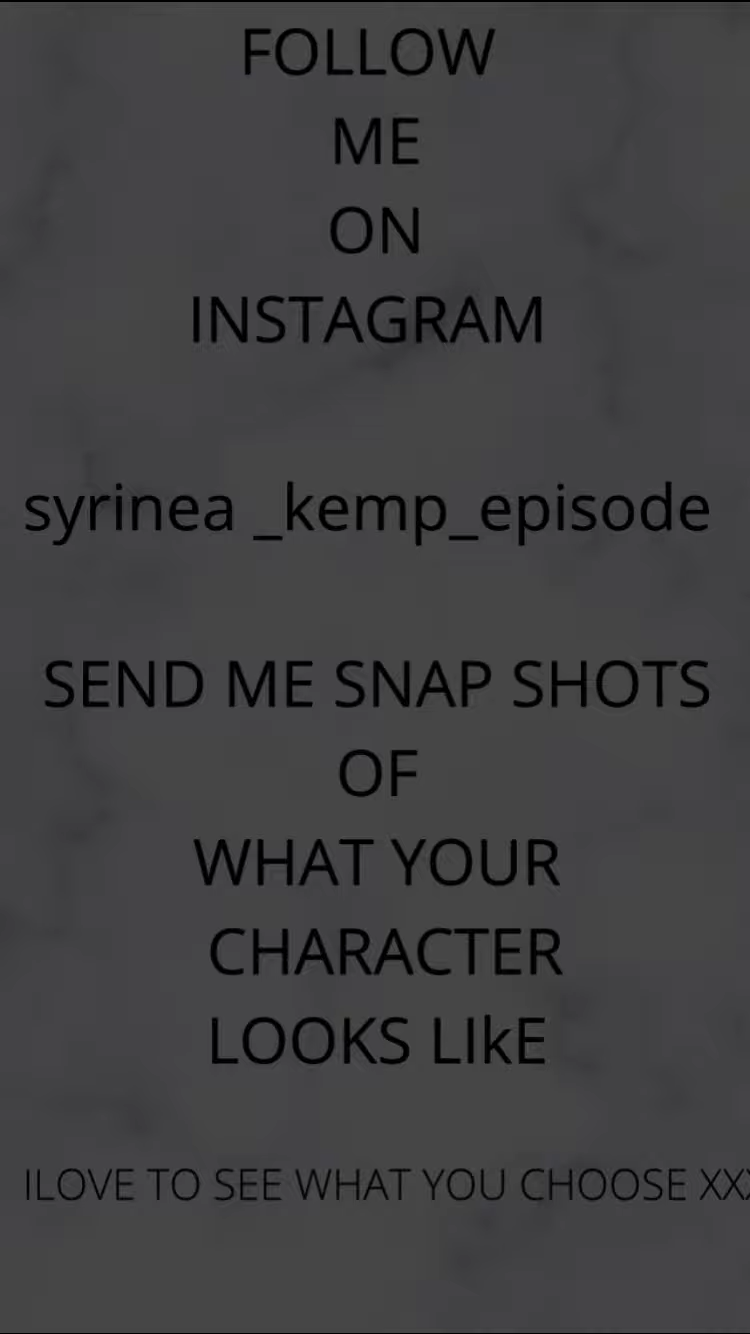 FOLLOW
ME
ON
INSTAGRAM
syrinea _kemp_episode
SEND ME SNAP SHOTS
OF
WHAT YOUR
CHARACTER
LOOKS LIkE
ILOVE TO SEE WHAT YOU CHOOSE XXX